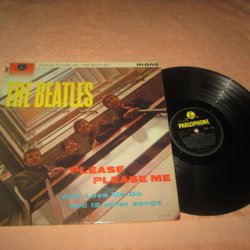 PLEASE PLEASE ME • THE BEATLES
mono
THE BEATLES
PLEASE
PLEASE ME
with Love Me Do
and 12 other songs
PARLOPHONE